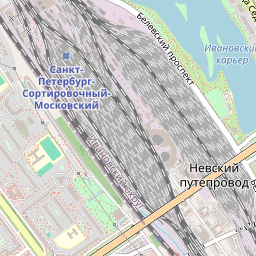 Белевский проспект
Ивановский
карьер
Санкт-
Петербург-
Сортировочный-
Московский
Невский
путепровод